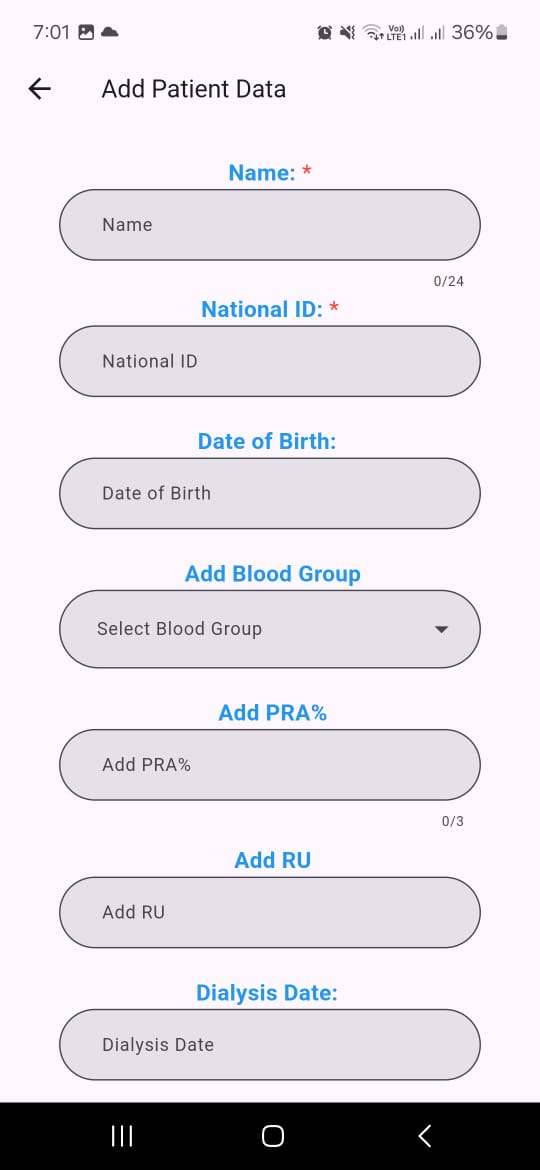 7:01
Vo)) LTE1 36%
Add Patient Data
Name: *
Name
0/24
National ID: *
National ID
Date of Birth:
Date of Birth
Add Blood Group
Select Blood Group
Add PRA%
Add PRA%
0/3
Add RU
Add RU
Dialysis Date:
Dialysis Date